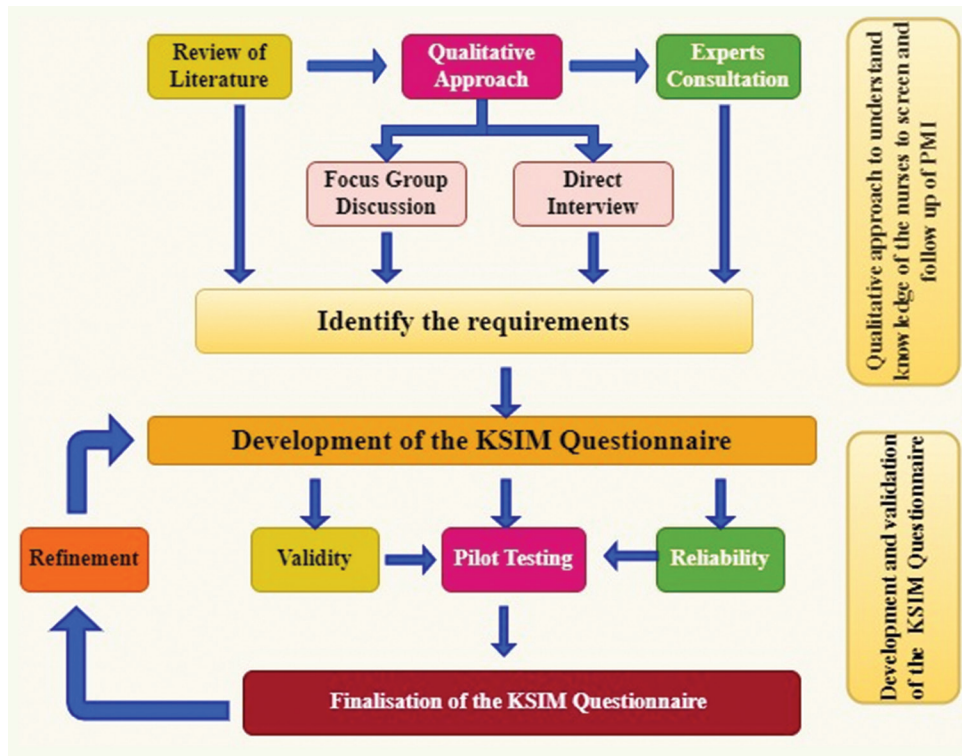 Review of
Literature
Qualitative
Approach
Experts
Consultation
Focus Group
Discussion
Direct
Interview
Identify the requirements
Qualitative approach to understand
knowledge of the nurses to screen and
follow up of PMI
Development of the KSIM Questionnaire
Refinement
Validity
Pilot Testing
Reliability
Finalisation of the KSIM Questionnaire
Development and validation
of the KSIM Questionnaire